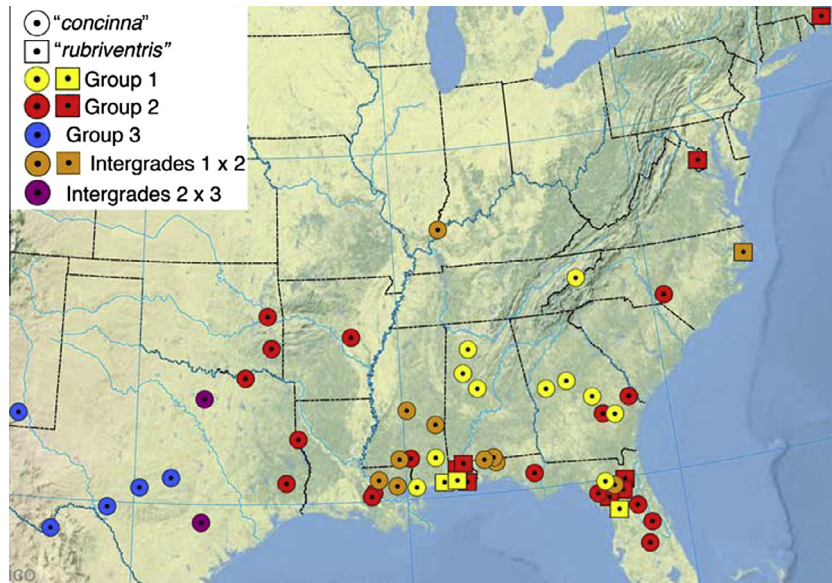 "concinna"
"rubriventris"
Group 1
Group 2
Group 3
Intergrades 1 x 2
Intergrades 2 x 3